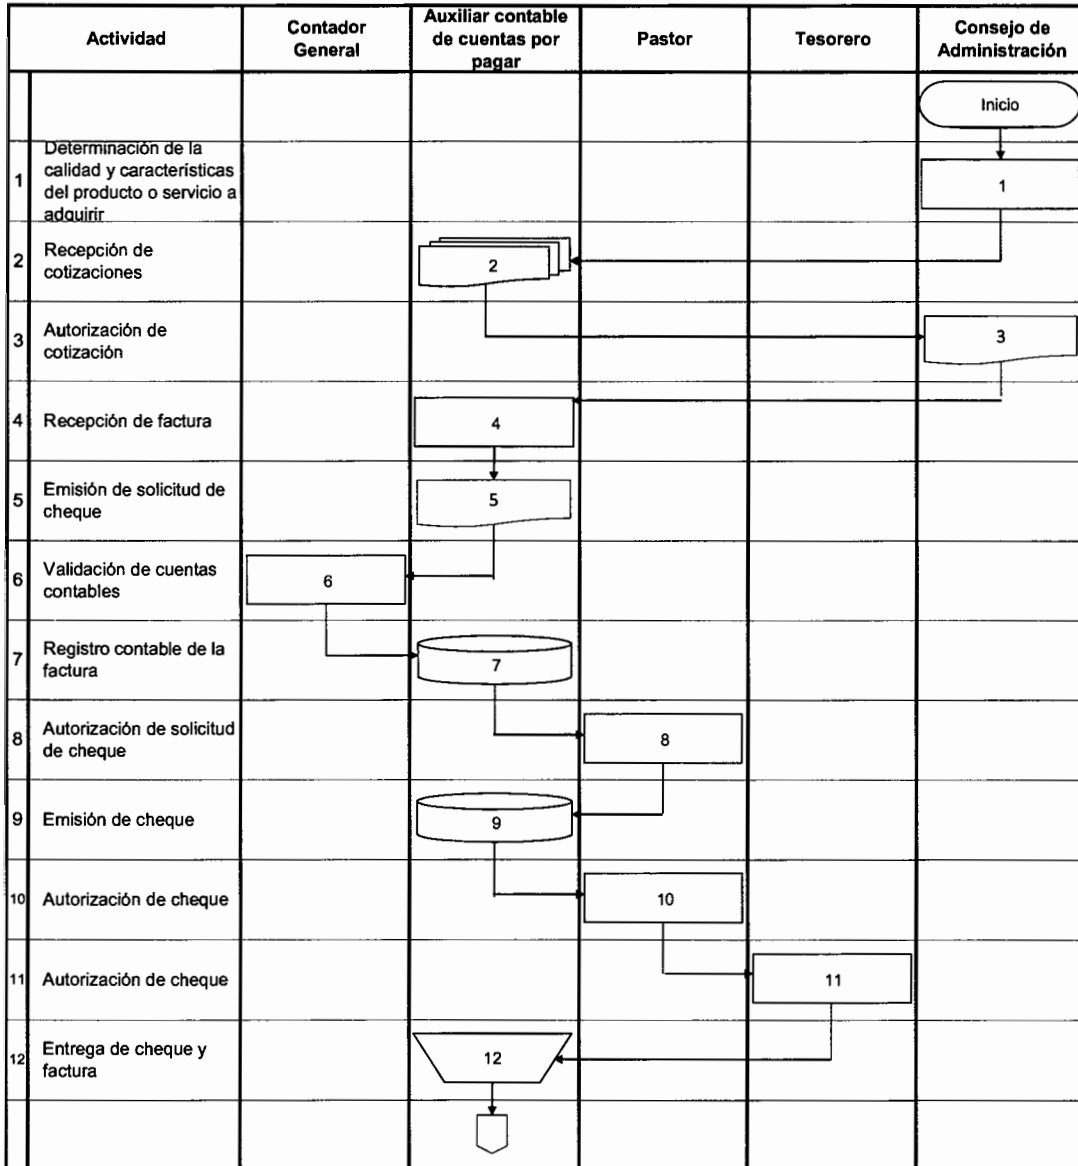 Actividad
Contador
General
Auxiliar contable
de cuentas por
pagar
Pastor
Tesorero
Consejo de
Administración
Inicio
1
Determinación de la
calidad y características
del producto o servicio a
adquirir
1
2
Recepción de
cotizaciones
2
3
Autorización de
cotización
3
4
Recepción de factura
4
5
Emisión de solicitud de
cheque
5
6
Validación de cuentas
contables
6
7
Registro contable de la
factura
7
8
Autorización de solicitud
de cheque
8
9
Emisión de cheque
9
10
Autorización de cheque
10
11
Autorización de cheque
11
12
Entrega de cheque y
factura
12